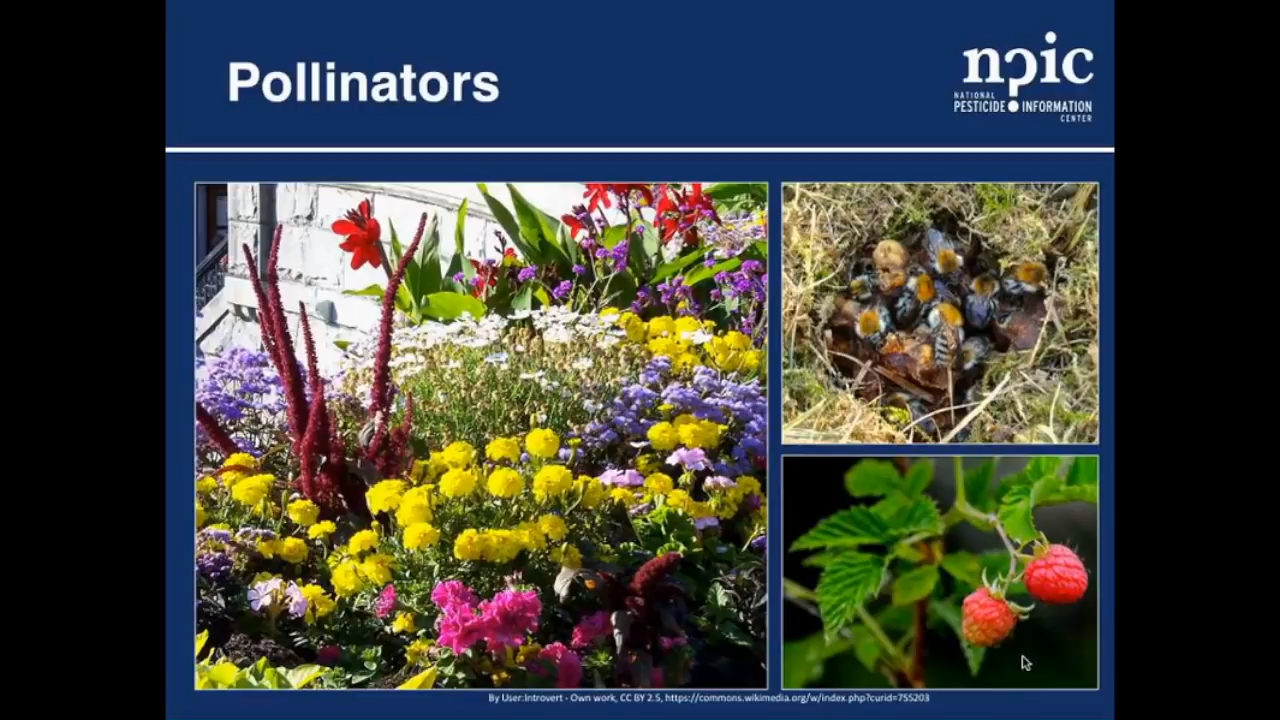 Pollinators
npic
NATIONAL
PESTICIDE INFORMATION
CENTER
By User:Introvert - Own work, CC BY 2.5, https://commons.wikimedia.org/w/index.php?curid=755203